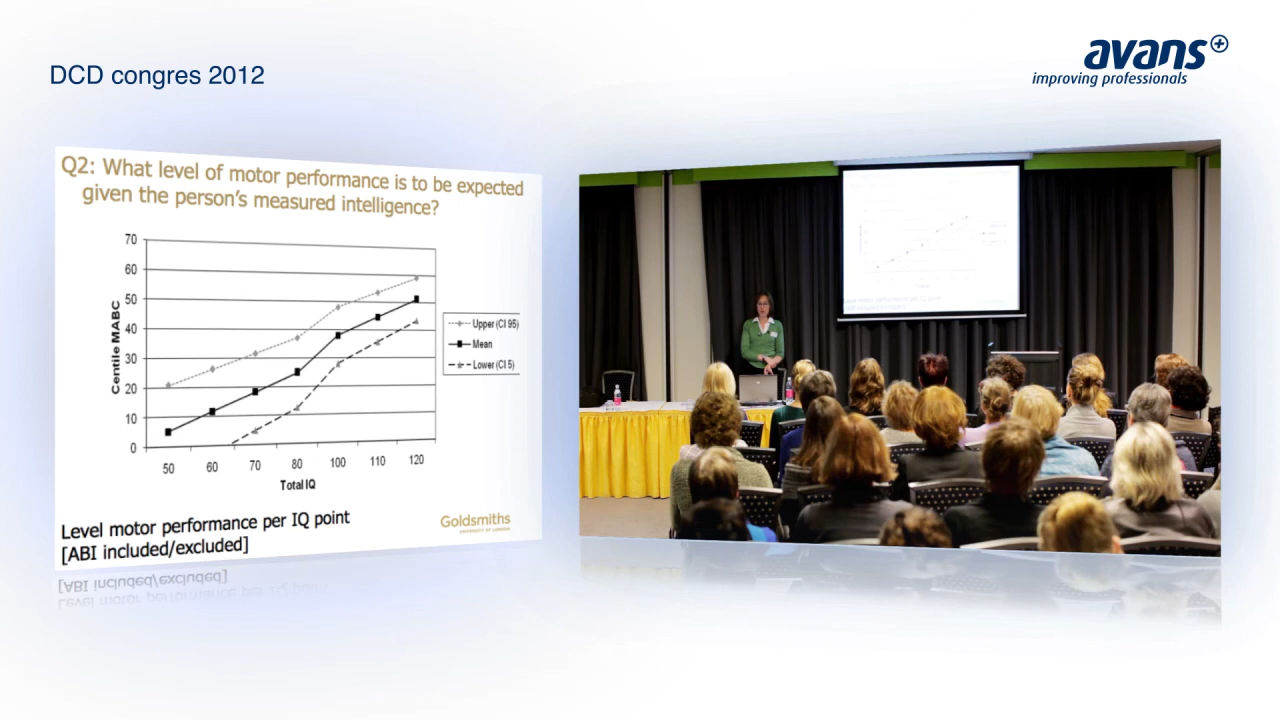 DCD congres 2012
avans+
improving professionals
Q2: What level of motor performance is to be expected
given the person's measured intelligence?
70
60
50
40
30
20
10
0
Centile MABC
50 60 70 80 100 110 120
Total IQ
Upper (CI 95)
Mean
Lower (CI 5)
Level motor performance per IQ point
[ABI included/excluded]
Goldsmiths
UNIVERSITY OF LONDON